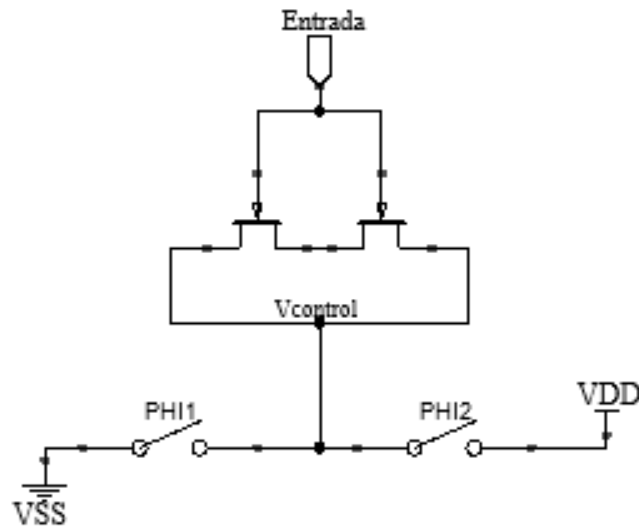 Entrada
Vcontrol
PHI1
PHI2
VDD
VSS